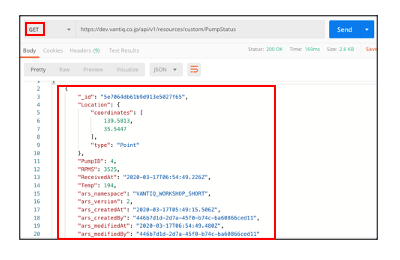 GET https://dev.vantiq.co.jp/api/v1/resources/custom/PumpStatus Send
Body Cookies Headers (9) Test Results Status: 200 OK Time: 169ms Size: 2.6 KB Save
Pretty Raw Preview Visualize JSON
1
2 {
3 "_id": "5e7064db61b9d913e5027f65",
4 "Location": {
5 "coordinates": [
6 139.5813,
7 35.5447
8 ],
9 "type": "Point"
10 },
11 "PumpID": 4,
12 "RPMS": 3525,
13 "ReceivedAt": "2020-03-17T06:54:49.226Z",
14 "Temp": 194,
15 "ars_namespace": "VANTIQ_WORKSHOP_SHORT",
16 "ars_version": 2,
17 "ars_createdAt": "2020-03-17T05:49:15.506Z",
18 "ars_createdBy": "446b7d1d-2d7a-45f0-b74c-ba60866ced11",
19 "ars_modifiedAt": "2020-03-17T06:54:49.480Z",
20 "ars_modifiedBy": "446b7d1d-2d7a-45f0-b74c-ba60866ced11"